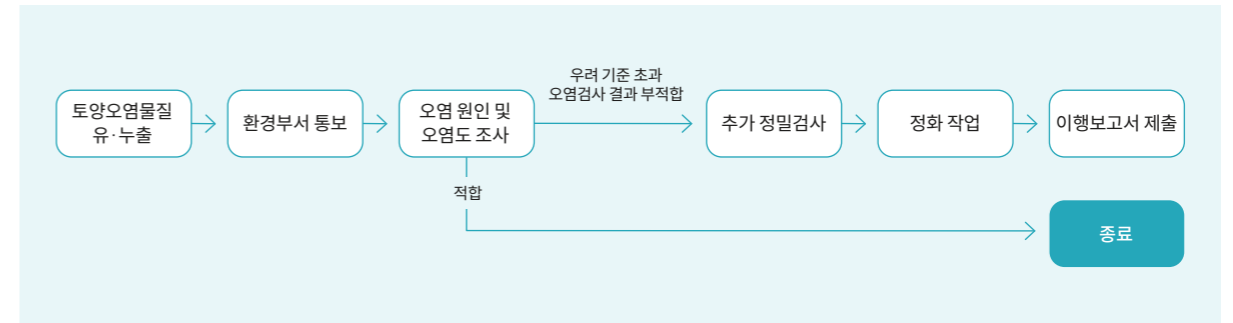 토양오염물질
유·누출
환경부서 통보
오염 원인 및
오염도 조사
우려 기준 초과
오염검사 결과 부적합
추가 정밀검사
정화 작업
이행보고서 제출
적합
종료